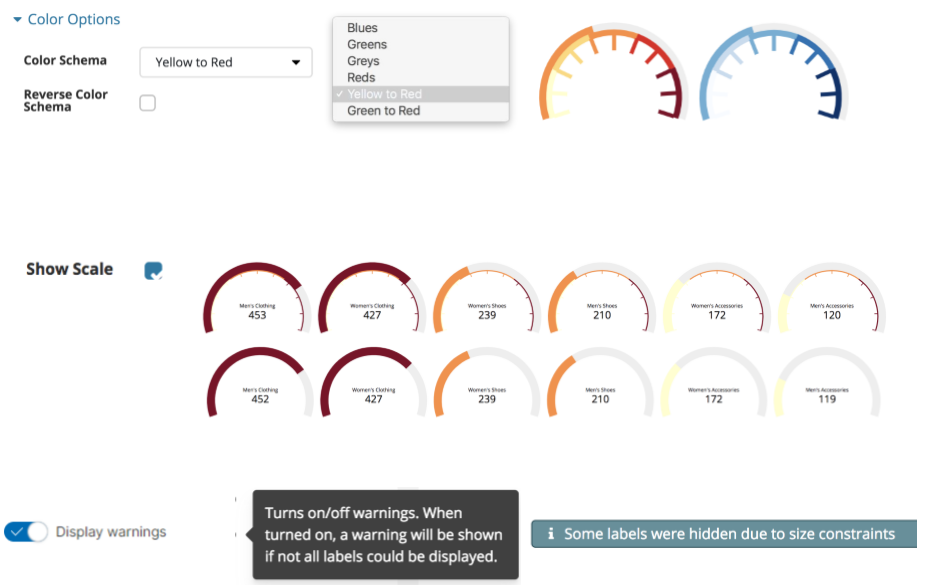 Color Options
Color Schema
Yellow to Red
Reverse Color
Schema
Blues
Greens
Greys
Reds
✓ Yellow to Red
Green to Red
Show Scale
Men's Clothing
453
Women's Clothing
427
Women's Shoes
239
Men's Shoes
210
Women's Accessories
172
Men's Accessories
120
Men's Clothing
452
Women's Clothing
427
Women's Shoes
239
Men's Shoes
210
Women's Accessories
172
Men's Accessories
119
Display warnings
Turns on/off warnings. When
turned on, a warning will be shown
if not all labels could be displayed.
i Some labels were hidden due to size constraints